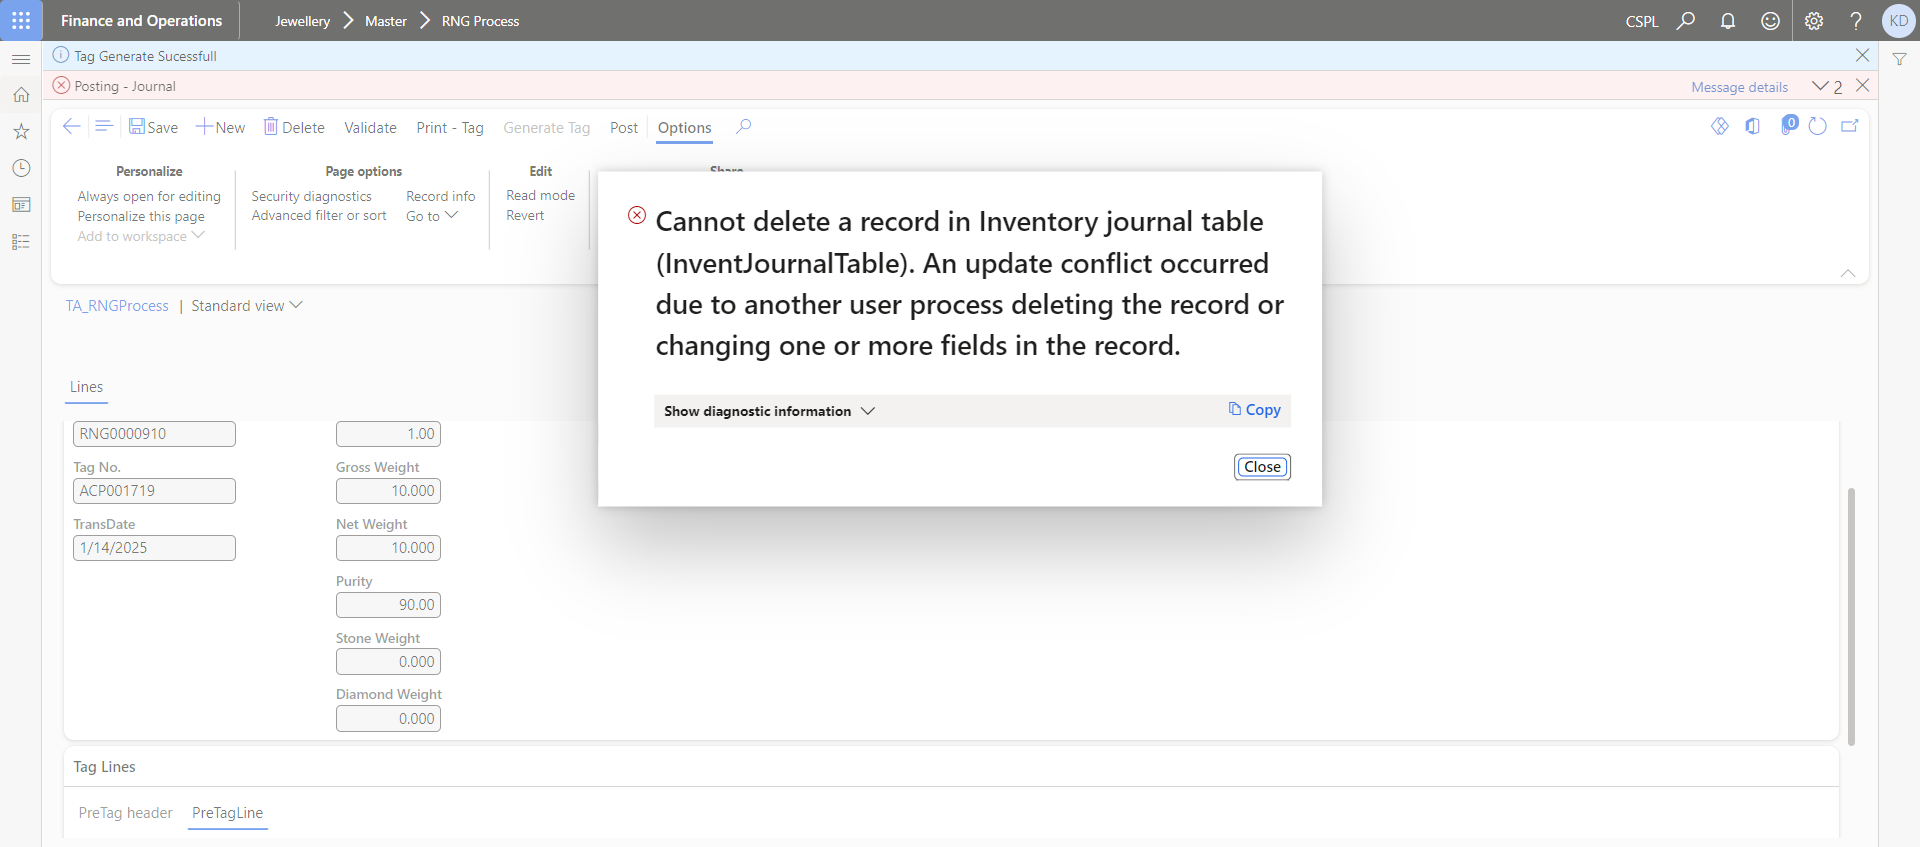 Finance and Operations Jewellery Master RNG Process CSPL KD
Tag Generate Sucessfull
Posting - Journal Message details 2
Save New Delete Validate Print - Tag Generate Tag Post Options 0
Personalize Page options Edit Share
Always open for editing Security diagnostics Record info Read mode
Personalize this page Advanced filter or sort Go to Revert
Add to workspace
Cannot delete a record in Inventory journal table
(InventJournalTable). An update conflict occurred
due to another user process deleting the record or
changing one or more fields in the record.
Show diagnostic information Copy
Close
TA_RNGProcess | Standard view
Lines
RNG0000910 1.00
Tag No. Gross Weight
ACP001719 10.000
TransDate Net Weight
1/14/2025 10.000
Purity
90.00
Stone Weight
0.000
Diamond Weight
0.000
Tag Lines
PreTag header PreTagLine